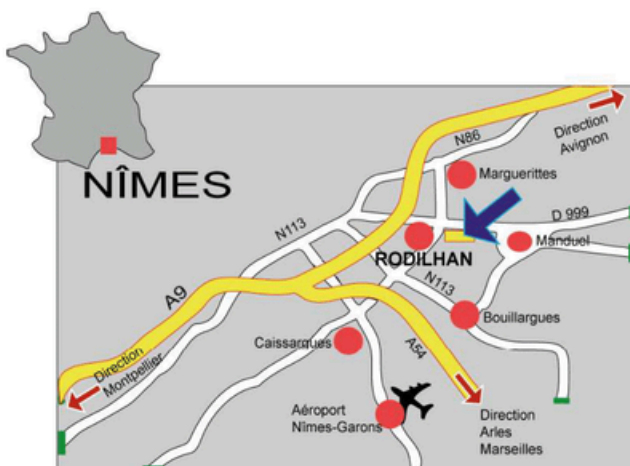 NÎMES
N86
Direction
Avignon
Marguerittes
N113
D 999
RODILHAN
Manduel
A9
N113
Bouillargues
Caissargues
A54
Direction
Montpellier
Aéroport
Nîmes-Garons
Direction
Arles
Marseilles